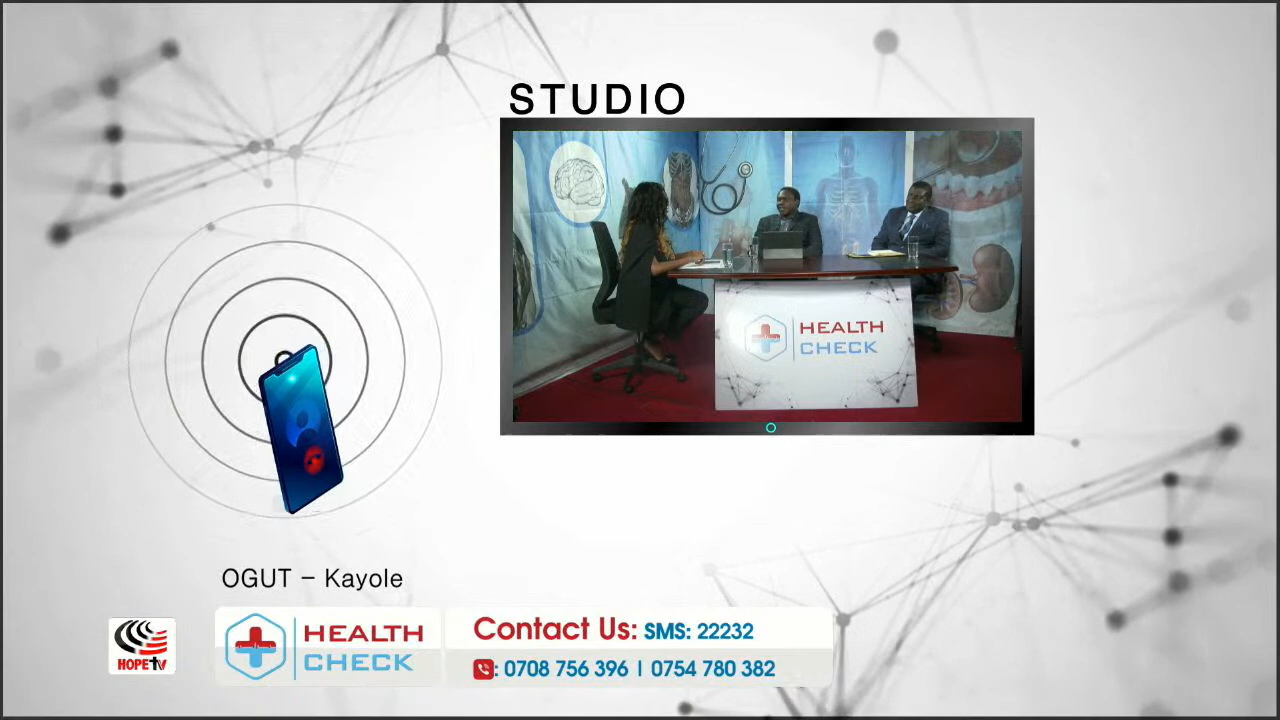 STUDIO
HEALTH
CHECK
OGUT – Kayole
HOPE tv
HEALTH
CHECK
Contact Us: SMS: 22232
: 0708 756 396 | 0754 780 382